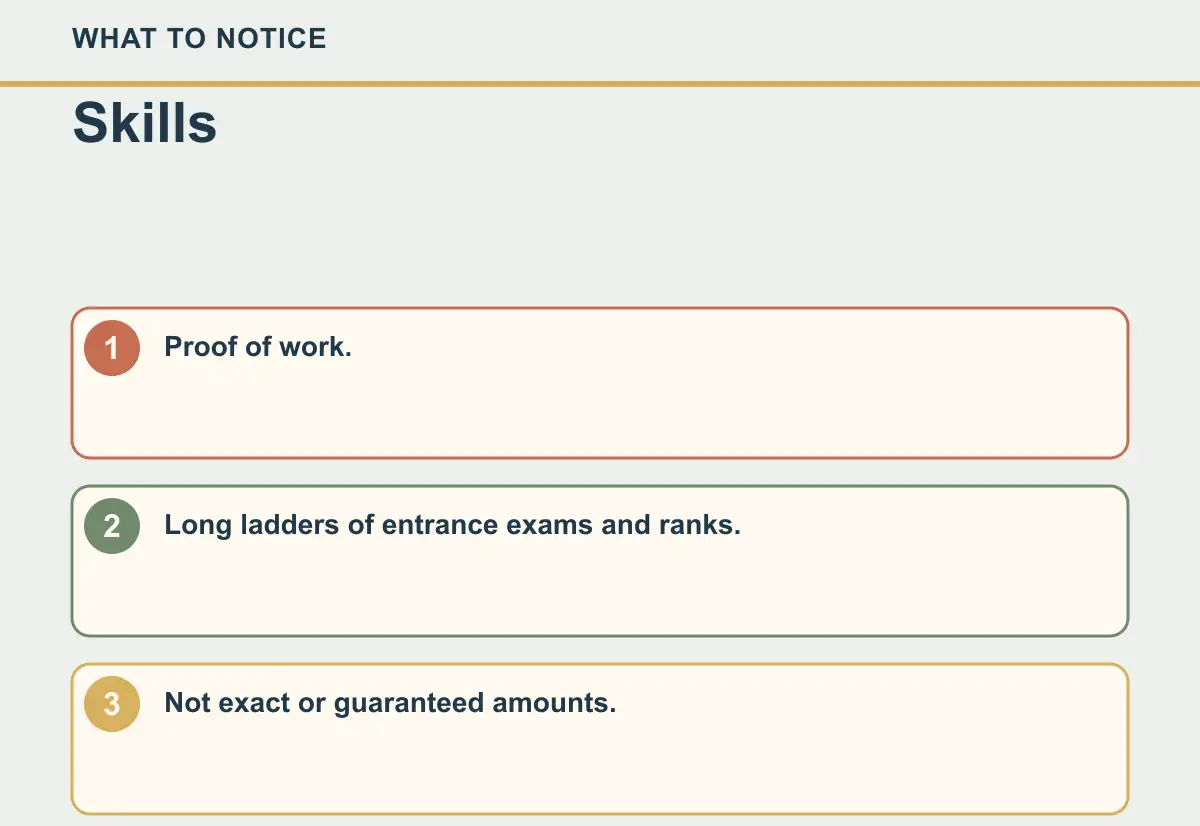 WHAT TO NOTICE
Skills
1 Proof of work.
2 Long ladders of entrance exams and ranks.
3 Not exact or guaranteed amounts.